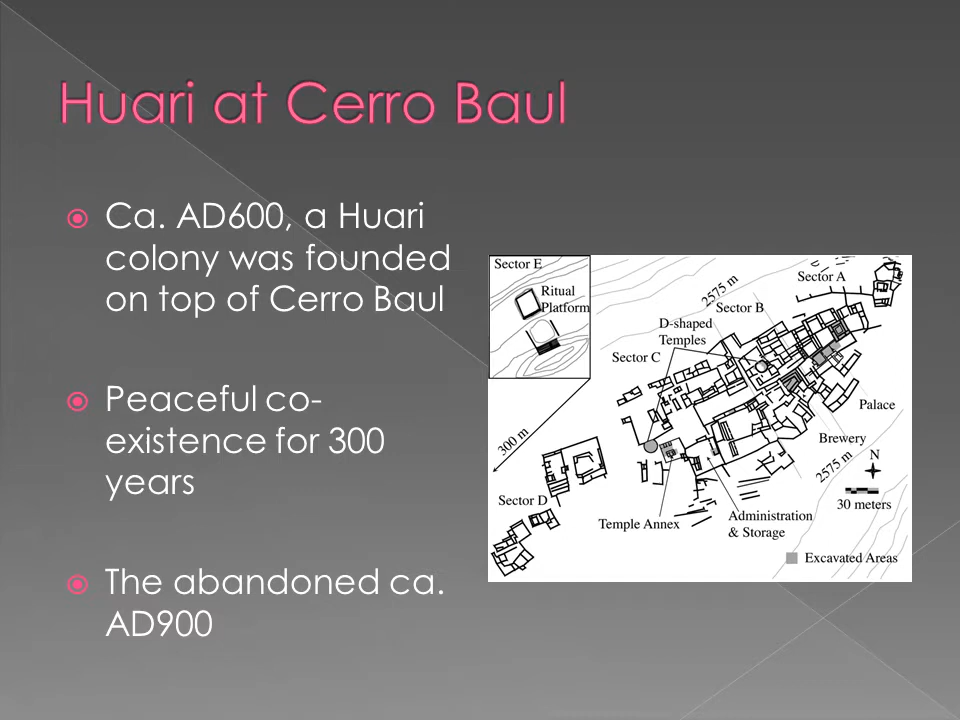 Huari at Cerro Baul
Ca. AD600, a Huari
colony was founded
on top of Cerro Baul
Peaceful co-
existence for 300
years
The abandoned ca.
AD900
Sector E
Ritual
Platform
300 m
2575 m
Sector A
Sector B
D-shaped
Temples
Sector C
Palace
Brewery
2575 m
N
30 meters
Sector D
Temple Annex
Administration
& Storage
Excavated Areas